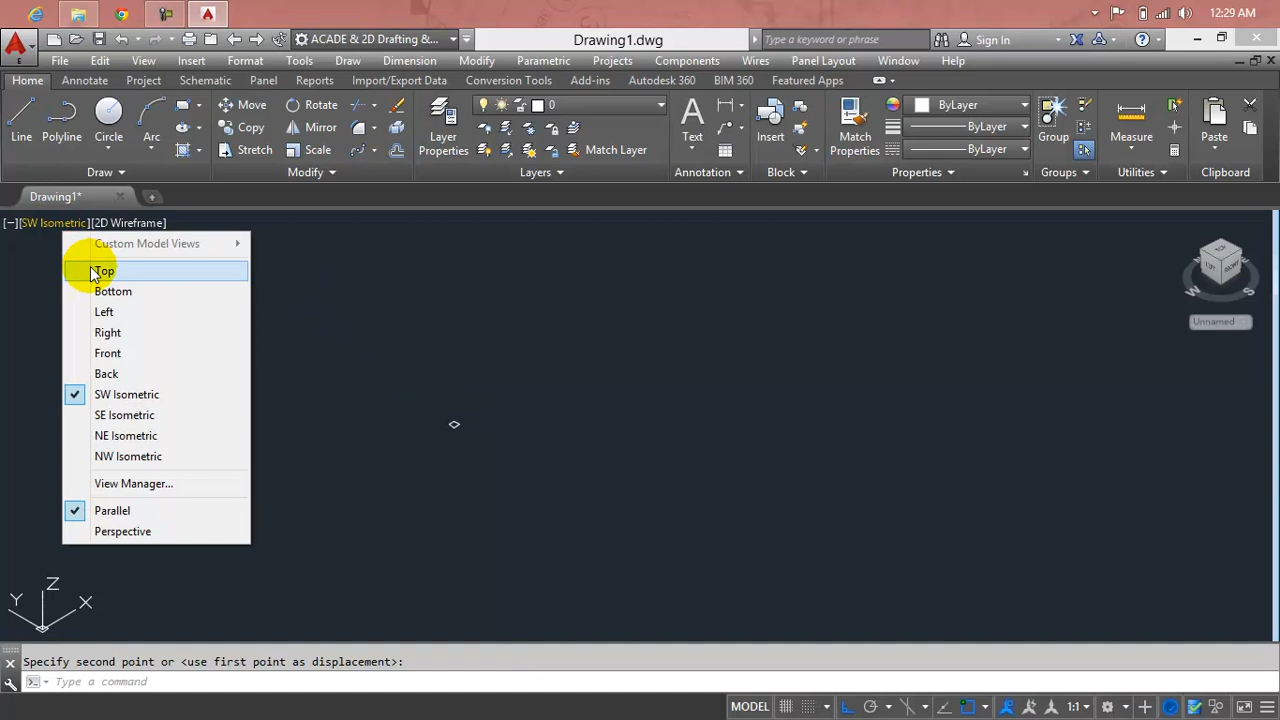 12:29 AM
ACADE & 2D Drafting &...
Drawing1.dwg
Type a keyword or phrase
Sign In
E
File Edit View Insert Format Tools Draw Dimension Modify Parametric Projects Components Wires Panel Layout Window Help
Home Annotate Project Schematic Panel Reports Import/Export Data Conversion Tools Add-ins Autodesk 360 BIM 360 Featured Apps
Line
Polyline
Circle
Arc
Move
Rotate
Copy
Mirror
Stretch
Scale
Layer
Properties
0
Match Layer
Text
Insert
Match
Properties
ByLayer
ByLayer
ByLayer
Group
Measure
Paste
Draw
Modify
Layers
Annotation
Block
Properties
Groups
Utilities
Clipboard
Drawing1*
[−][SW Isometric][2D Wireframe]
Custom Model Views
Top
Bottom
Left
Right
Front
Back
SW Isometric
SE Isometric
NE Isometric
NW Isometric
View Manager...
Parallel
Perspective
TOP
LEFT
FRONT
W
S
Unnamed
Z
Y
X
Specify second point or <use first point as displacement>:
Type a command
MODEL
1:1